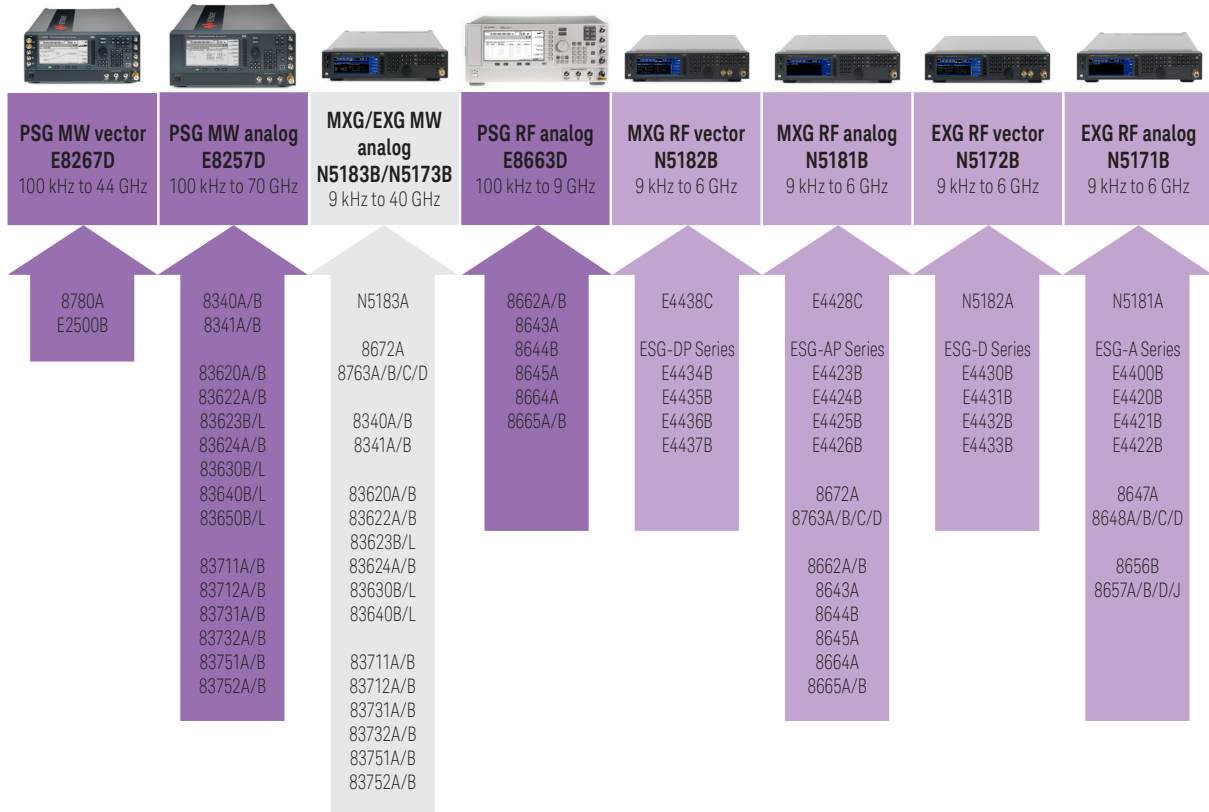 PSG MW vector
E8267D
100 kHz to 44 GHz
PSG MW analog
E8257D
100 kHz to 70 GHz
MXG/EXG MW
analog
N5183B/N5173B
9 kHz to 40 GHz
PSG RF analog
E8663D
100 kHz to 9 GHz
MXG RF vector
N5182B
9 kHz to 6 GHz
MXG RF analog
N5181B
9 kHz to 6 GHz
EXG RF vector
N5172B
9 kHz to 6 GHz
EXG RF analog
N5171B
9 kHz to 6 GHz
8780A
E2500B
8340A/B
8341A/B
83620A/B
83622A/B
83623B/L
83624A/B
83630B/L
83640B/L
83650B/L
83711A/B
83712A/B
83731A/B
83732A/B
83751A/B
83752A/B
N5183A
8672A
8763A/B/C/D
8340A/B
8341A/B
83620A/B
83622A/B
83623B/L
83624A/B
83630B/L
83640B/L
83711A/B
83712A/B
83731A/B
83732A/B
83751A/B
83752A/B
8662A/B
8643A
8644B
8645A
8664A
8665A/B
E4438C
ESG-DP Series
E4434B
E4435B
E4436B
E4437B
E4428C
ESG-AP Series
E4423B
E4424B
E4425B
E4426B
8672A
8763A/B/C/D
8662A/B
8643A
8644B
8645A
8664A
8665A/B
N5182A
ESG-D Series
E4430B
E4431B
E4432B
E4433B
N5181A
ESG-A Series
E4400B
E4420B
E4421B
E4422B
8647A
8648A/B/C/D
8656B
8657A/B/D/J